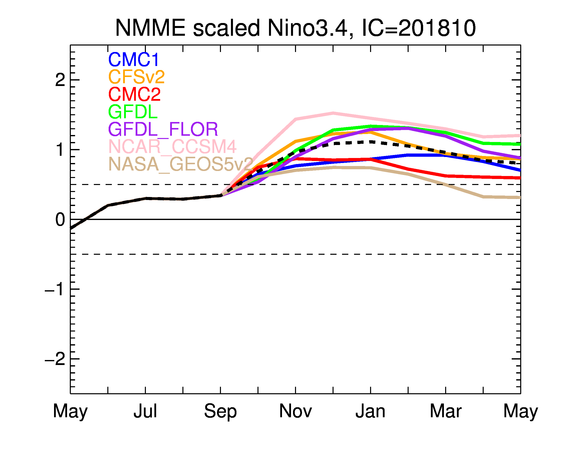 NMME scaled Nino3.4, IC=201810
CMC1
CFSv2
CMC2
GFDL
GFDL_FLOR
NCAR_CCSM4
NASA_GEOS5v2
2
1
0
−1
−2
May Jul Sep Nov Jan Mar May